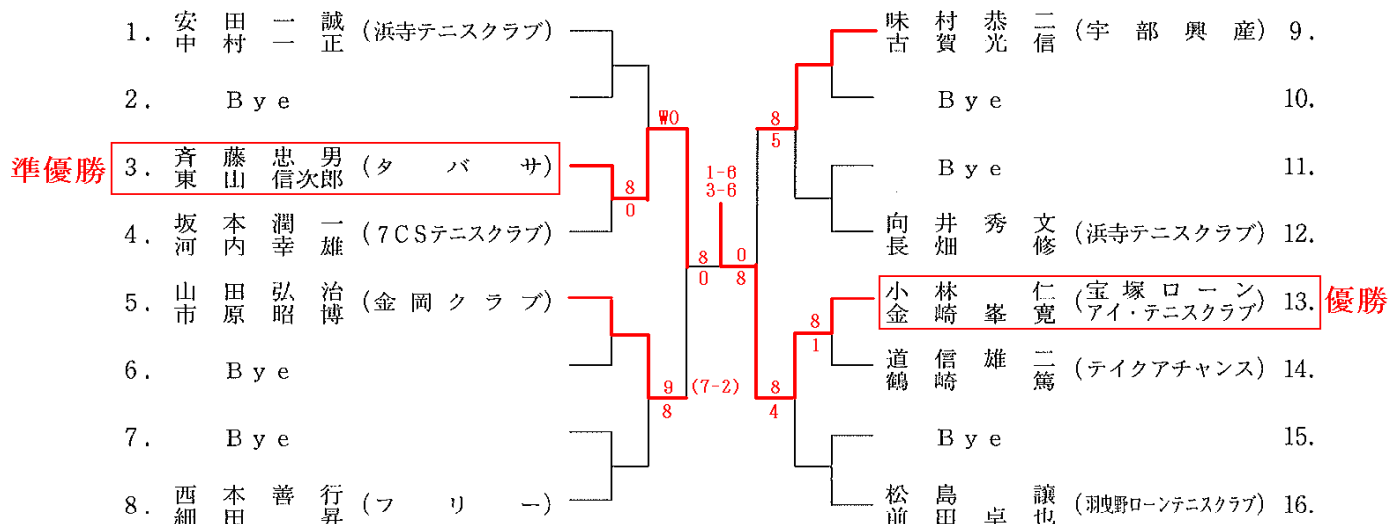 1. 安田一誠 (浜寺テニスクラブ)
中村一正
2. Bye
準優勝 3. 斉藤忠男 (タバサ)
東山信次郎
4. 坂本潤一 (7CSテニスクラブ)
河内幸雄
5. 山田弘治 (金岡クラブ)
市原昭博
6. Bye
7. Bye
8. 西本善行 (フリー)
細田昇
W0
8
0
9 (7-2)
8
8
0
1-6
3-6
0
8
8
5
8
1
8
4
味村恭二 (宇部興産) 9.
古賀光信
Bye 10.
Bye 11.
向井秀文 (浜寺テニスクラブ) 12.
長畑修
小林仁 (宝塚ローン 13. 優勝
金崎峯寛 アイ・テニスクラブ)
道信雄二 (テイクアチャンス) 14.
鶴崎篤
Bye 15.
松島譲 (羽曳野ローンテニスクラブ) 16.
前田卓也